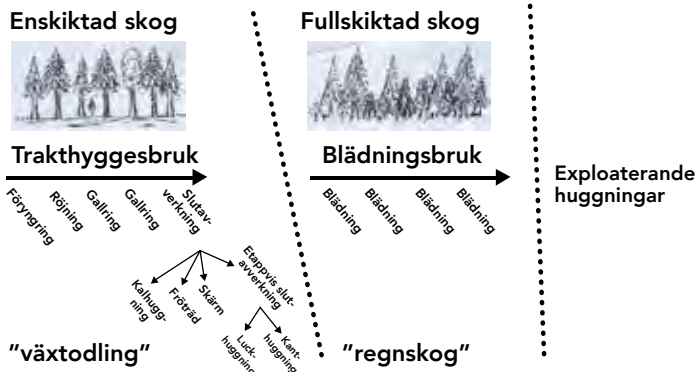 Enskiktad skog
Trakthyggesbruk
Föryngring
Röjning
Gallring
Gallring
Slutav-
verkning
Kalhugg-
ning
Fröträd
Skärm
Etappvis slut-
avverkning
Luck-
huggning
Kant-
huggning
”växtodling”
Fullskiktad skog
Blädningsbruk
Blädning
Blädning
Blädning
Blädning
”regnskog”
Exploaterande
huggningar